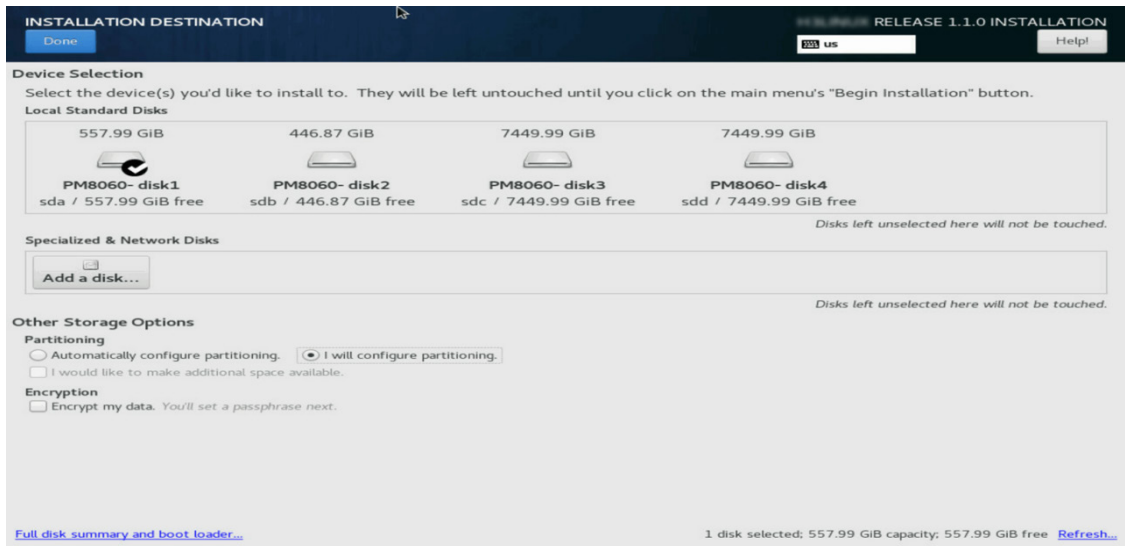 INSTALLATION DESTINATION
RELEASE 1.1.0 INSTALLATION
Done
us
Help!
Device Selection
Select the device(s) you'd like to install to. They will be left untouched until you click on the main menu's "Begin Installation" button.
Local Standard Disks
557.99 GiB 446.87 GiB 7449.99 GiB 7449.99 GiB
PM8060- disk1 PM8060- disk2 PM8060- disk3 PM8060- disk4
sda / 557.99 GiB free sdb / 446.87 GiB free sdc / 7449.99 GiB free sdd / 7449.99 GiB free
Disks left unselected here will not be touched.
Specialized & Network Disks
Add a disk...
Disks left unselected here will not be touched.
Other Storage Options
Partitioning
Automatically configure partitioning. I will configure partitioning.
I would like to make additional space available.
Encryption
Encrypt my data. You'll set a passphrase next.
Full disk summary and boot loader... 1 disk selected; 557.99 GiB capacity; 557.99 GiB free Refresh...